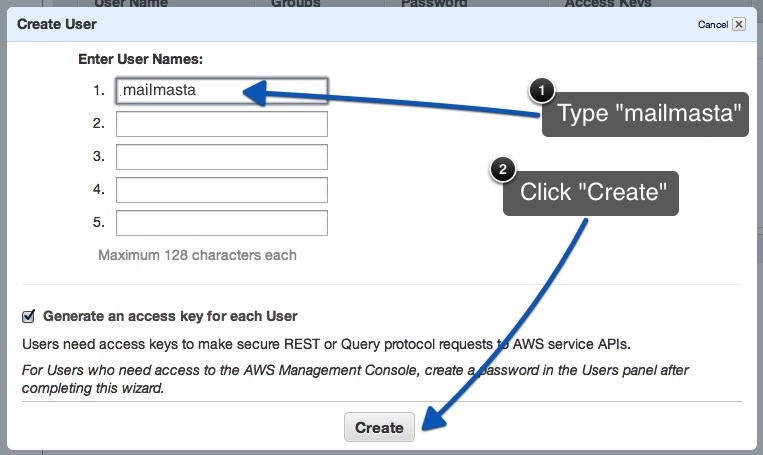 User Name Groups Password Access Keys
Create User
Cancel
Enter User Names:
1. mailmasta
1 Type "mailmasta"
2.
3.
2 Click "Create"
4.
5.
Maximum 128 characters each
Generate an access key for each User
Users need access keys to make secure REST or Query protocol requests to AWS service APIs.
For Users who need access to the AWS Management Console, create a password in the Users panel after
completing this wizard.
Create